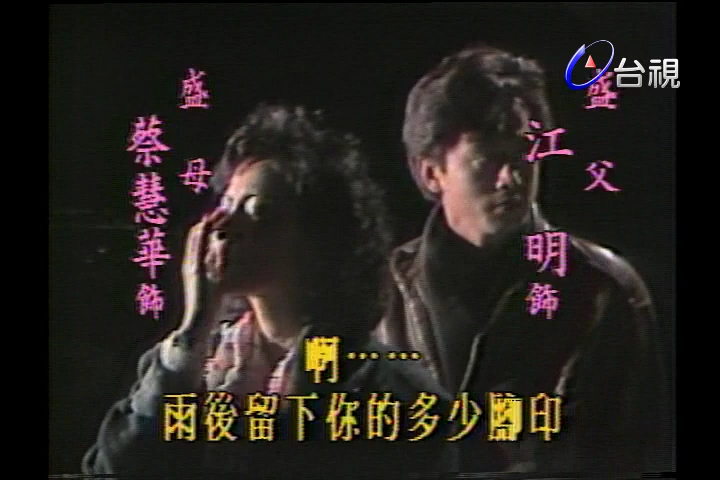 台視
盛父
江明飾
盛母
蔡慧華飾
啊……
雨後留下你的多少腳印